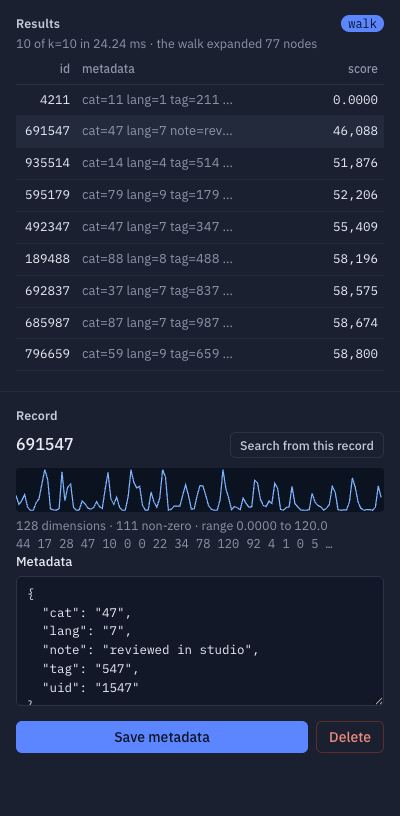 Results walk
10 of k=10 in 24.24 ms · the walk expanded 77 nodes
id metadata score
4211 cat=11 lang=1 tag=211 ... 0.0000
691547 cat=47 lang=7 note=rev... 46,088
935514 cat=14 lang=4 tag=514 ... 51,876
595179 cat=79 lang=9 tag=179 ... 52,206
492347 cat=47 lang=7 tag=347 ... 55,409
189488 cat=88 lang=8 tag=488 ... 58,196
692837 cat=37 lang=7 tag=837 ... 58,575
685987 cat=87 lang=7 tag=987 ... 58,674
796659 cat=59 lang=9 tag=659 ... 58,800
Record
691547 Search from this record
128 dimensions · 111 non-zero · range 0.0000 to 120.0
44 17 28 47 10 0 0 22 34 78 120 92 4 1 0 5 …
Metadata
{
"cat": "47",
"lang": "7",
"note": "reviewed in studio",
"tag": "547",
"uid": "1547"
}
Save metadata Delete